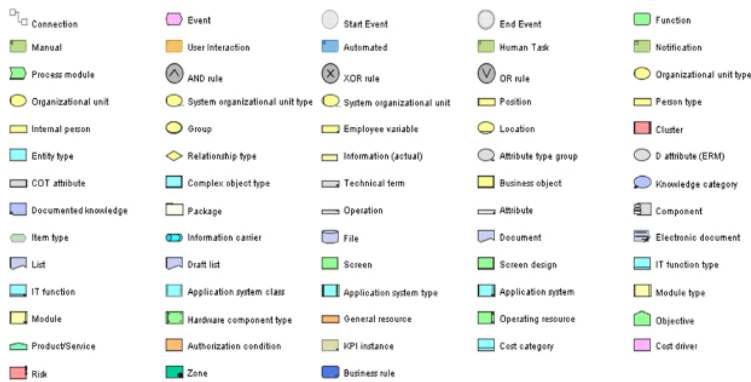 Connection Event Start Event End Event Function
Manual User Interaction Automated Human Task Notification
Process module AND rule XOR rule OR rule Organizational unit type
Organizational unit System organizational unit type System organizational unit Position Person type
Internal person Group Employee variable Location Cluster
Entity type Relationship type Information (actual) Attribute type group D attribute (ERM)
COT attribute Complex object type Technical term Business object Knowledge category
Documented knowledge Package Operation Attribute Component
Item type Information carrier File Document Electronic document
List Draft list Screen Screen design IT function type
IT function Application system class Application system type Application system Module type
Module Hardware component type General resource Operating resource Objective
Product/Service Authorization condition KPI instance Cost category Cost driver
Risk Zone Business rule